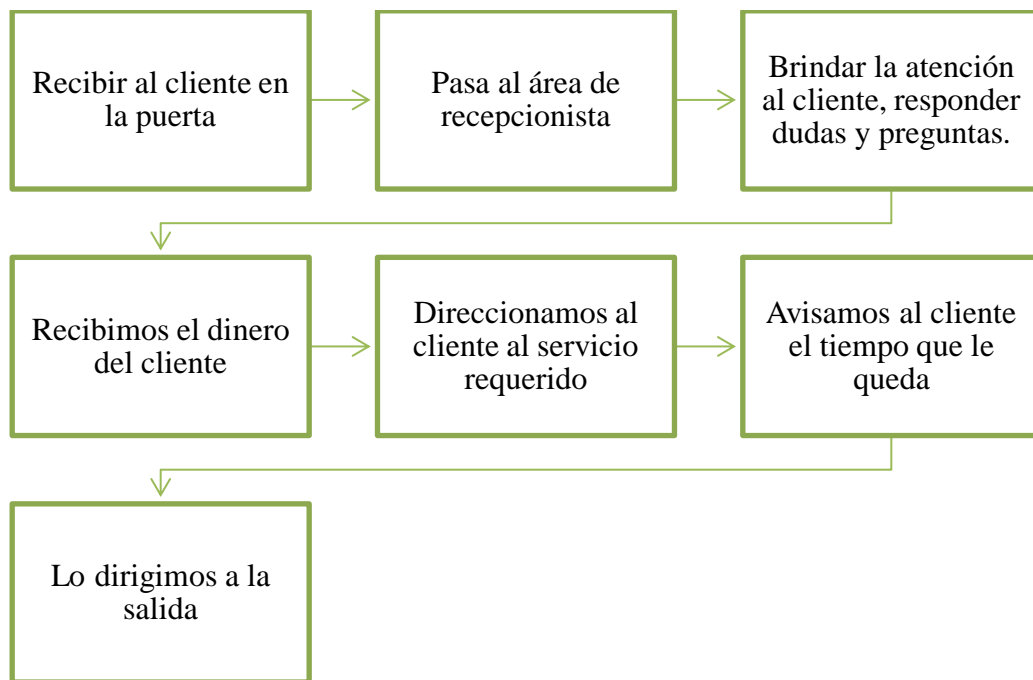 Recibir al cliente en
la puerta
Pasa al área de
recepcionista
Brindar la atención
al cliente, responder
dudas y preguntas.
Recibimos el dinero
del cliente
Direccionamos al
cliente al servicio
requerido
Avisamos al cliente
el tiempo que le
queda
Lo dirigimos a la
salida